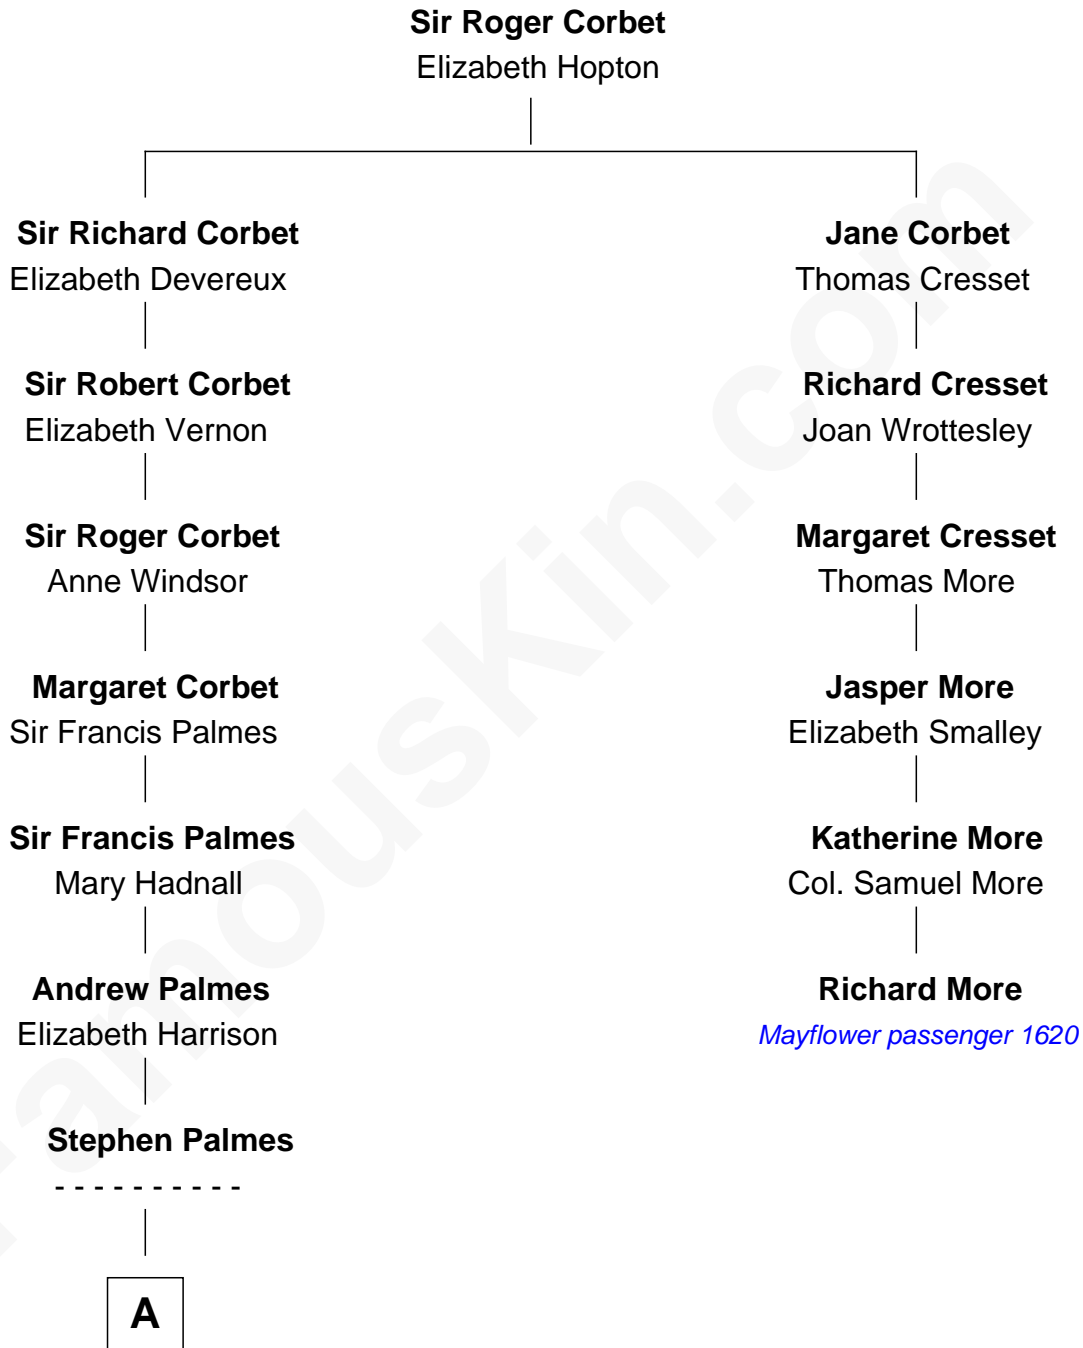 Sir Roger Corbet
Elizabeth Hopton
Sir Richard Corbet
Elizabeth Devereux
Jane Corbet
Thomas Cresset
Sir Robert Corbet
Elizabeth Vernon
Richard Cresset
Joan Wrottesley
Sir Roger Corbet
Anne Windsor
Margaret Cresset
Thomas More
Margaret Corbet
Sir Francis Palmes
Jasper More
Elizabeth Smalley
Sir Francis Palmes
Mary Hadnall
Katherine More
Col. Samuel More
Andrew Palmes
Elizabeth Harrison
Richard More
Mayflower passenger 1620
Stephen Palmes
- - - - - - - - - -
A
FamousKin.com